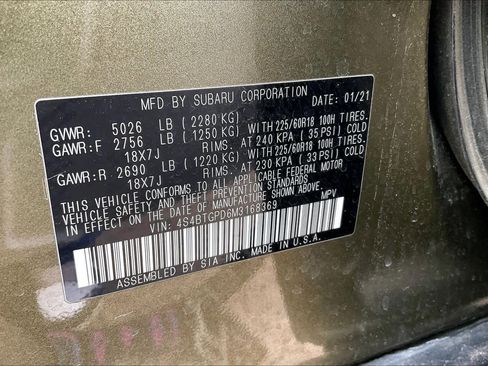 MFD BY SUBARU CORPORATION DATE: 01/21
GVWR: 5026 LB (2280 KG)
GAWR: F 2756 LB (1250 KG) WITH 225/60R18 100H TIRES.
18X7J RIMS. AT 240 KPA (35 PSI) COLD
GAWR: R 2690 LB (1220 KG) WITH 225/60R18 100H TIRES.
18X7J RIMS. AT 230 KPA (33 PSI) COLD
THIS VEHICLE CONFORMS TO ALL APPLICABLE FEDERAL MOTOR
VEHICLE SAFETY AND THEFT PREVENTION STANDARDS
IN EFFECT ON THE DATE OF MANUFACTURE SHOWN ABOVE.
VIN: 4S4BTGPD6M3168369 MPV
ASSEMBLED BY SIA INC. MADE IN U.S.A.